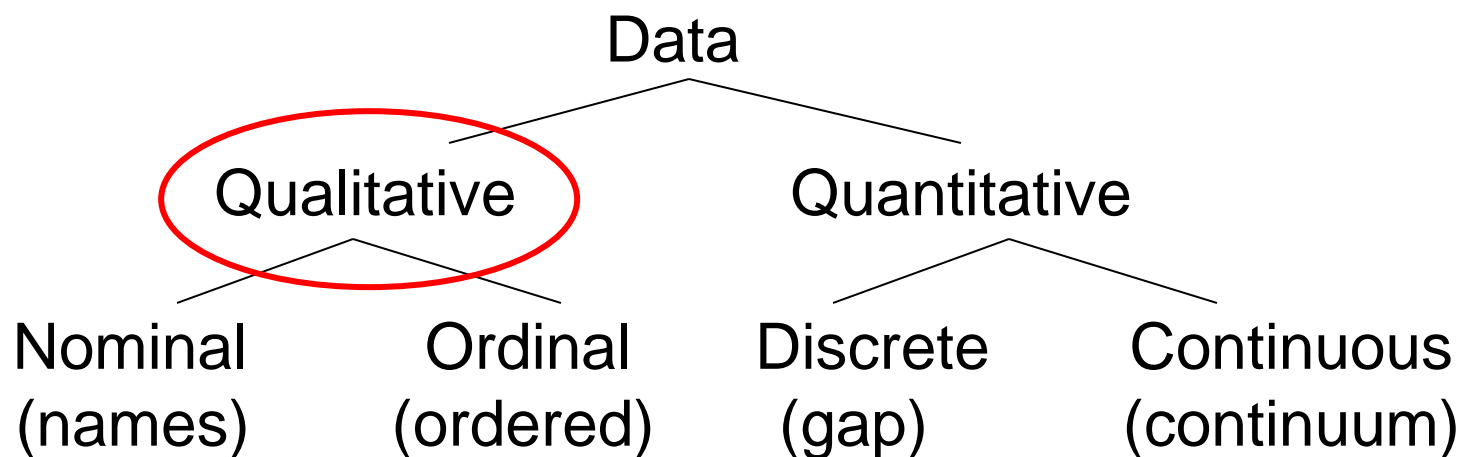 Data
Qualitative Quantitative
Nominal Ordinal Discrete Continuous
(names) (ordered) (gap) (continuum)